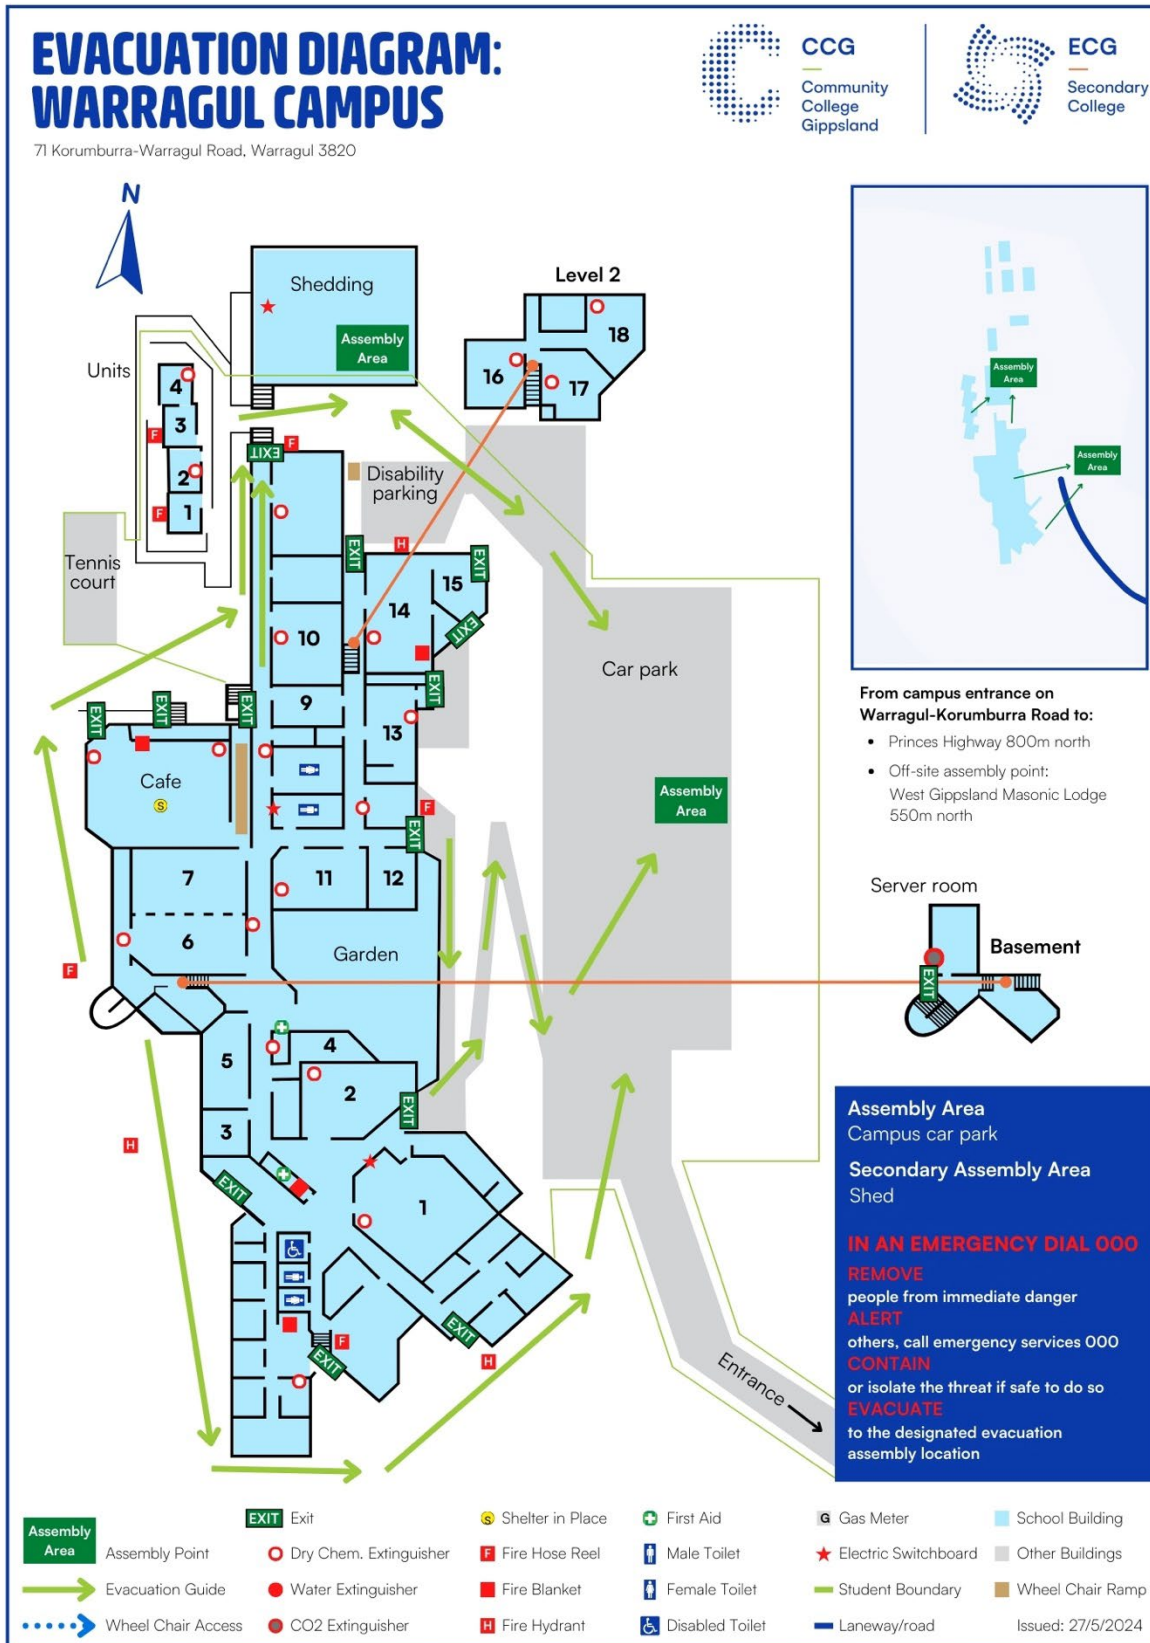 EVACUATION DIAGRAM:
WARRAGUL CAMPUS
71 Korumburra-Warragul Road, Warragul 3820
CCG
Community
College
Gippsland
ECG
Secondary
College
N
Shedding
Assembly
Area
Level 2
18
16
17
Units
4
3
2
1
F
F
EXIT
F
Disability
parking
Tennis
court
EXIT
H
EXIT
15
14
EXIT
10
EXIT
9
13
EXIT
EXIT
EXIT
Cafe
S
F
EXIT
Car park
Assembly
Area
7
11
12
6
Garden
F
5
4
2
EXIT
3
H
EXIT
1
EXIT
F
EXIT
H
Entrance
Assembly
Area
Assembly
Area
From campus entrance on
Warragul-Korumburra Road to:
• Princes Highway 800m north
• Off-site assembly point:
West Gippsland Masonic Lodge
550m north
Server room
Basement
EXIT
Assembly Area
Campus car park
Secondary Assembly Area
Shed
IN AN EMERGENCY DIAL 000
REMOVE
people from immediate danger
ALERT
others, call emergency services 000
CONTAIN
or isolate the threat if safe to do so
EVACUATE
to the designated evacuation
assembly location
Assembly
Area
Assembly Point
Evacuation Guide
Wheel Chair Access
EXIT Exit
Dry Chem. Extinguisher
Water Extinguisher
CO2 Extinguisher
S Shelter in Place
F Fire Hose Reel
Fire Blanket
H Fire Hydrant
First Aid
Male Toilet
Female Toilet
Disabled Toilet
G Gas Meter
Electric Switchboard
Student Boundary
Laneway/road
School Building
Other Buildings
Wheel Chair Ramp
Issued: 27/5/2024